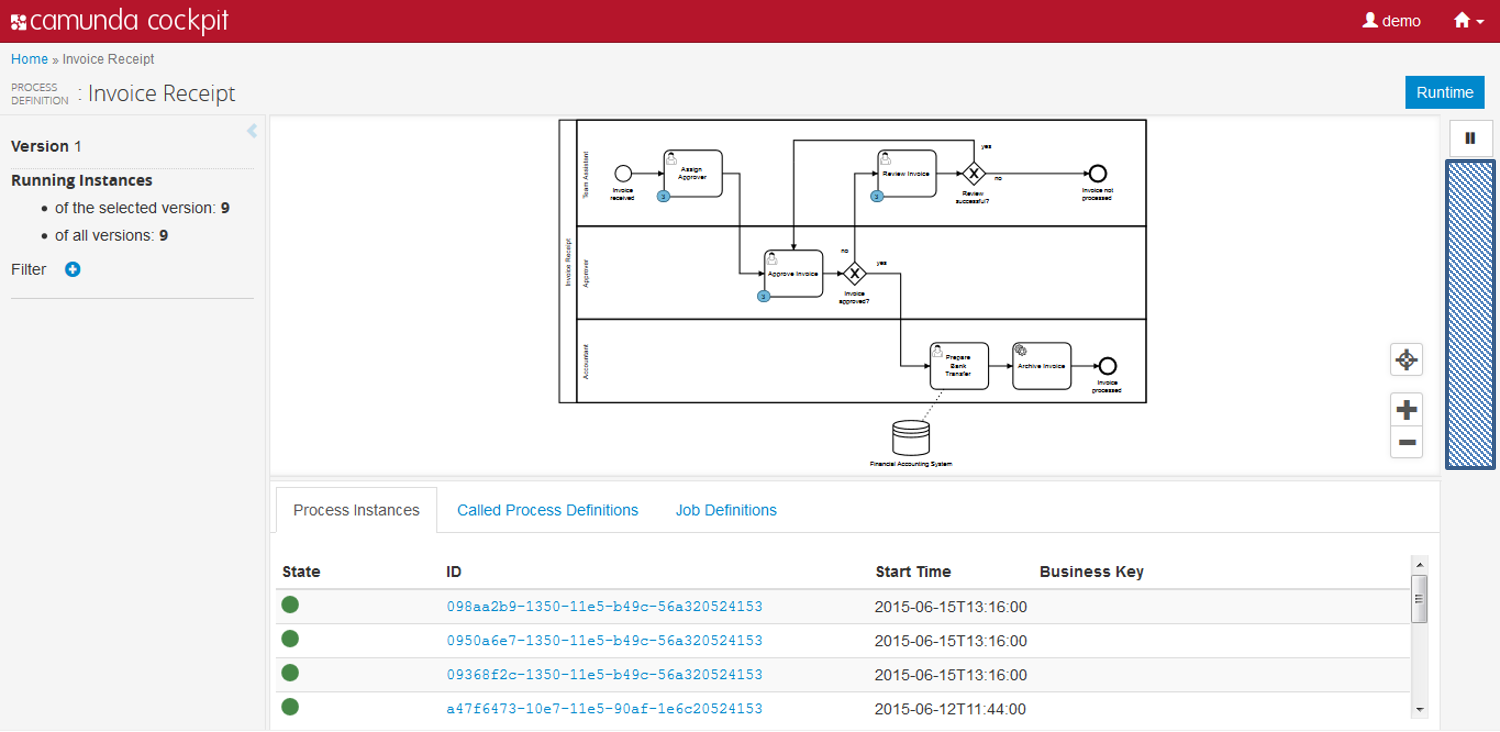 camunda cockpit
demo
Home » Invoice Receipt
PROCESS
DEFINITION : Invoice Receipt
Runtime
Version 1
Running Instances
of the selected version: 9
of all versions: 9
Filter
Invoice Receipt
Team Assistant
Invoice
received
Assign
Approver
3
Review Invoice
3
yes
no
Review
successful?
Invoice not
processed
Approver
Approve Invoice
3
no
yes
Invoice
approved?
Accountant
Prepare
Bank
Transfer
Archive Invoice
Invoice
processed
Financial Accounting System
Process Instances
Called Process Definitions
Job Definitions
State ID Start Time Business Key
098aa2b9-1350-11e5-b49c-56a320524153 2015-06-15T13:16:00
0950a6e7-1350-11e5-b49c-56a320524153 2015-06-15T13:16:00
09368f2c-1350-11e5-b49c-56a320524153 2015-06-15T13:16:00
a47f6473-10e7-11e5-90af-1e6c20524153 2015-06-12T11:44:00